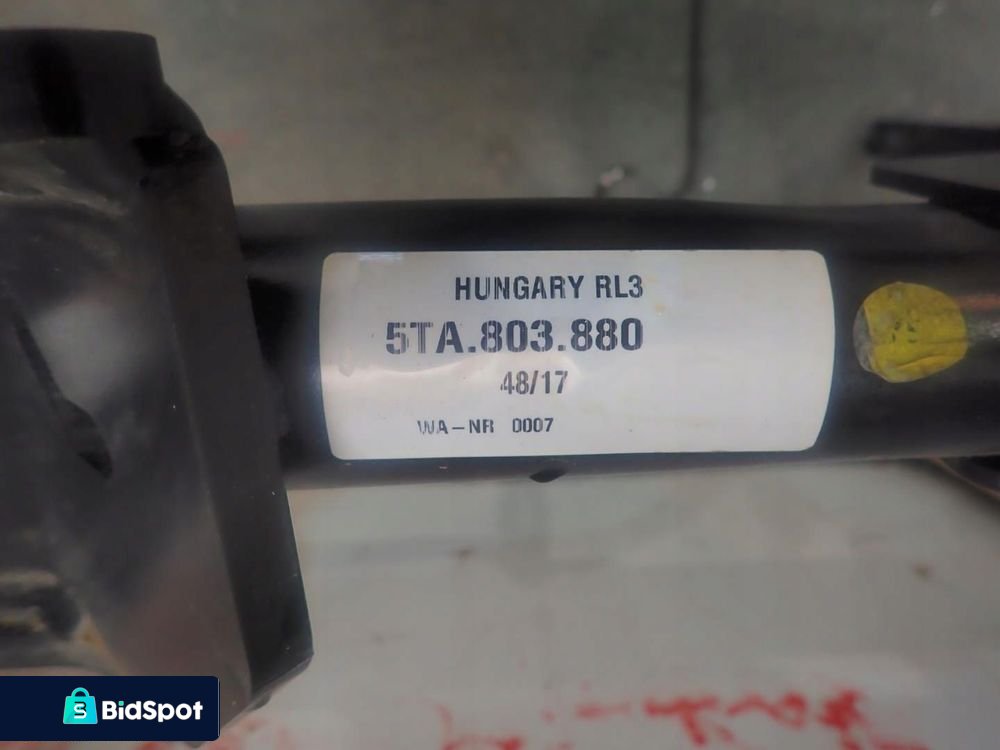 HUNGARY RL3
5TA.803.880
48/17
WA-NR 0007
BidSpot